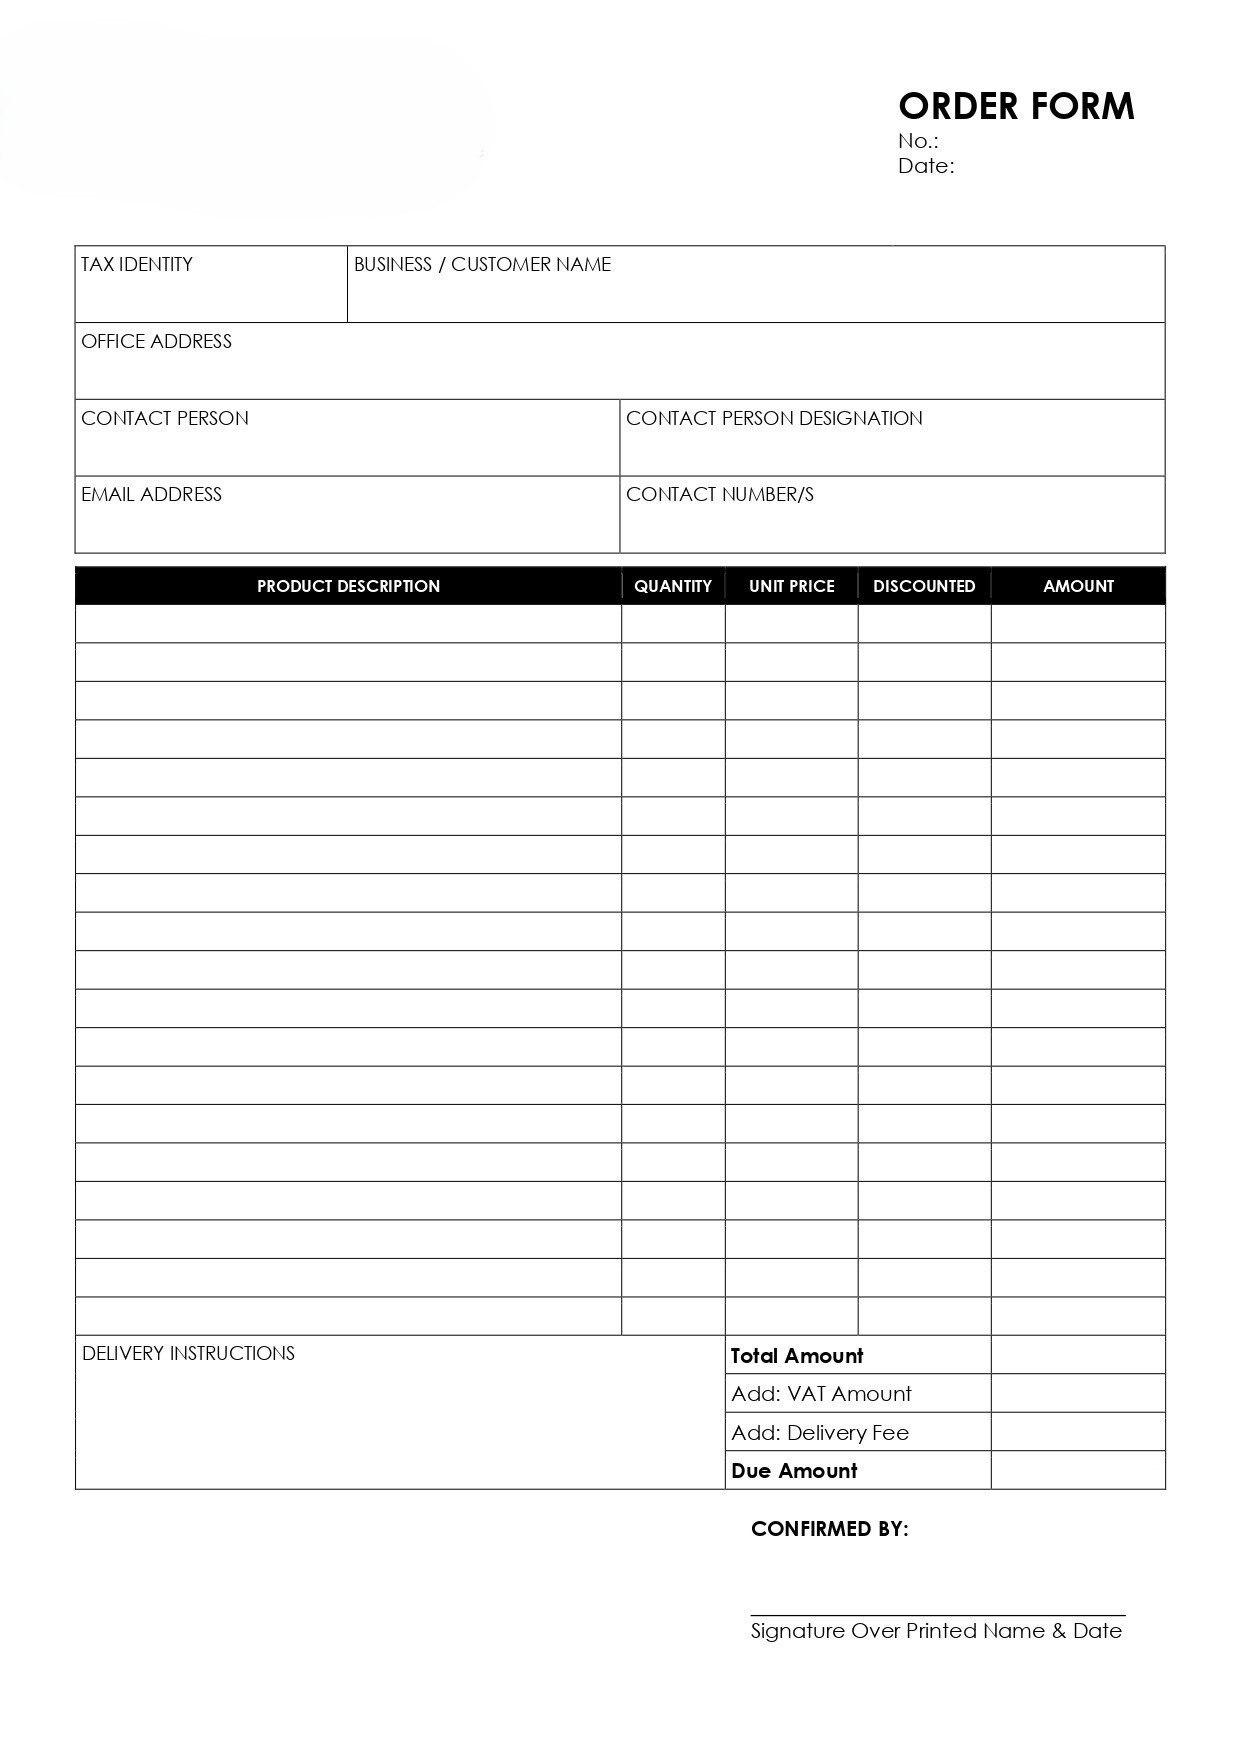 ORDER FORM
No.:
Date:
TAX IDENTITY BUSINESS / CUSTOMER NAME
OFFICE ADDRESS
CONTACT PERSON CONTACT PERSON DESIGNATION
EMAIL ADDRESS CONTACT NUMBER/S
PRODUCT DESCRIPTION QUANTITY UNIT PRICE DISCOUNTED AMOUNT
DELIVERY INSTRUCTIONS Total Amount
Add: VAT Amount
Add: Delivery Fee
Due Amount
CONFIRMED BY:
Signature Over Printed Name & Date